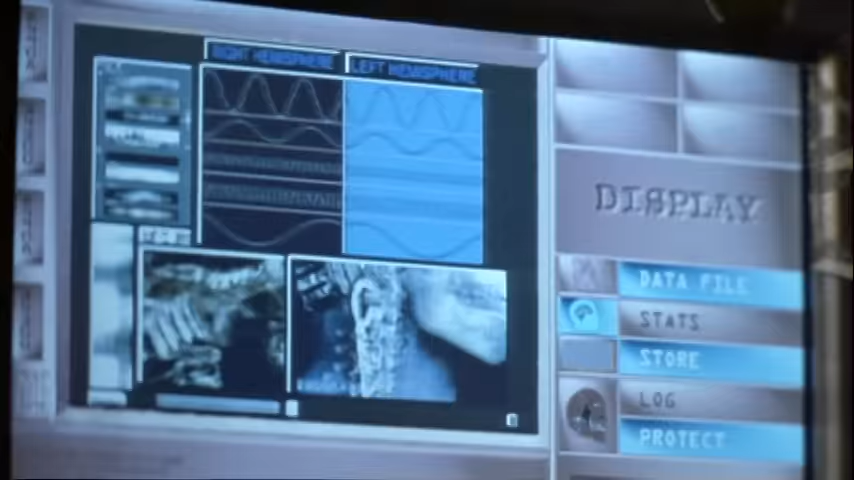 RIGHT HEMISPHERE
LEFT HEMISPHERE
DISPLAY
DATA FILE
STATS
STORE
LOG
PROTECT